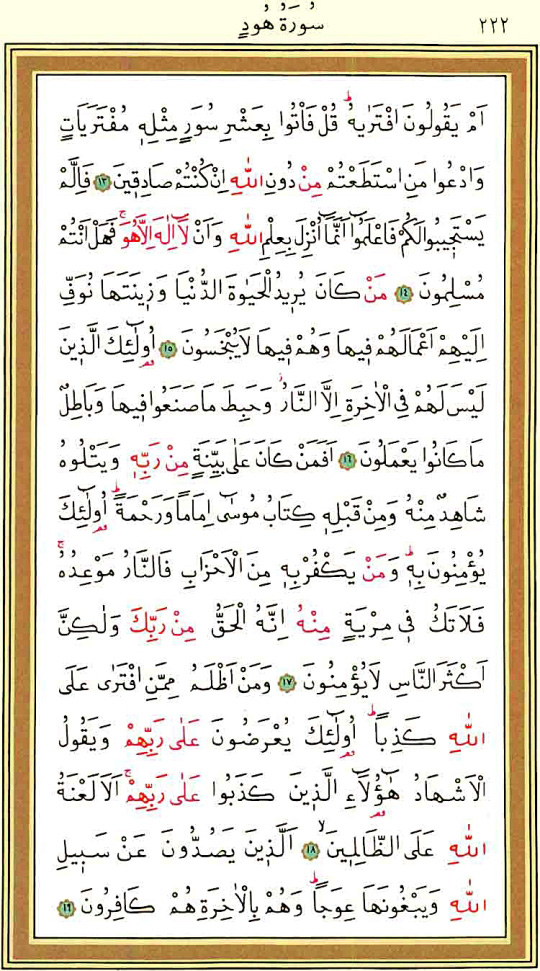 سُورَةُ هُودٍ
٢٢٢
اَمْ يَقُولُونَ افْتَرٰيهُۜ قُلْ فَأْتُوا بِعَشْرِ سُوَرٍ مِثْلِه۪ مُفْتَرَيَاتٍ
وَادْعُوا مَنِ اسْتَطَعْتُمْ مِنْ دُونِ اللّٰهِ اِنْ كُنْتُمْ صَادِق۪ينَ ﴿١٣﴾ فَاِلَّمْ
يَسْتَج۪يبُوا لَكُمْ فَاعْلَمُٓوا اَنَّمَٓا اُنْزِلَ بِعِلْمِ اللّٰهِ وَاَنْ لَٓا اِلٰهَ اِلَّا هُوَۚ فَهَلْ اَنْتُمْ
مُسْلِمُونَ ﴿١٤﴾ مَنْ كَانَ يُر۪يدُ الْحَيٰوةَ الدُّنْيَا وَز۪ينَتَهَا نُوَفِّ
اِلَيْهِمْ اَعْمَالَهُمْ ف۪يهَا وَهُمْ ف۪يهَا لَا يُبْخَسُونَ ﴿١٥﴾ اُو۬لٰٓئِكَ الَّذ۪ينَ
لَيْسَ لَهُمْ فِي الْاٰخِرَةِ اِلَّا النَّارُۘ وَحَبِطَ مَا صَنَعُوا ف۪يهَا وَبَاطِلٌ
مَا كَانُوا يَعْمَلُونَ ﴿١٦﴾ اَفَمَنْ كَانَ عَلٰى بَيِّنَةٍ مِنْ رَبِّه۪ وَيَتْلُوهُ
شَاهِدٌ مِنْهُ وَمِنْ قَبْلِه۪ كِتَابُ مُوسٰٓى اِمَاماً وَرَحْمَةًۜ اُو۬لٰٓئِكَ
يُؤْمِنُونَ بِه۪ۜ وَمَنْ يَكْفُرْ بِه۪ مِنَ الْاَحْزَابِ فَالنَّارُ مَوْعِدُهُۚ
فَلَا تَكُ ف۪ي مِرْيَةٍ مِنْهُ اِنَّهُ الْحَقُّ مِنْ رَبِّكَ وَلٰكِنَّ
اَكْثَرَ النَّاسِ لَا يُؤْمِنُونَ ﴿١٧﴾ وَمَنْ اَظْلَمُ مِمَّنِ افْتَرٰى عَلَى
اللّٰهِ كَذِباًۜ اُو۬لٰٓئِكَ يُعْرَضُونَ عَلٰى رَبِّهِمْ وَيَقُولُ
الْاَشْهَادُ هٰٓؤُ۬لَٓاءِ الَّذ۪ينَ كَذَبُوا عَلٰى رَبِّهِمْۚ اَلَا لَعْنَةُ
اللّٰهِ عَلَى الظَّالِم۪ينَۙ ﴿١٨﴾ اَلَّذ۪ينَ يَصُدُّونَ عَنْ سَب۪يلِ
اللّٰهِ وَيَبْغُونَهَا عِوَجاًۜ وَهُمْ بِالْاٰخِرَةِ هُمْ كَافِرُونَ ﴿١٩﴾